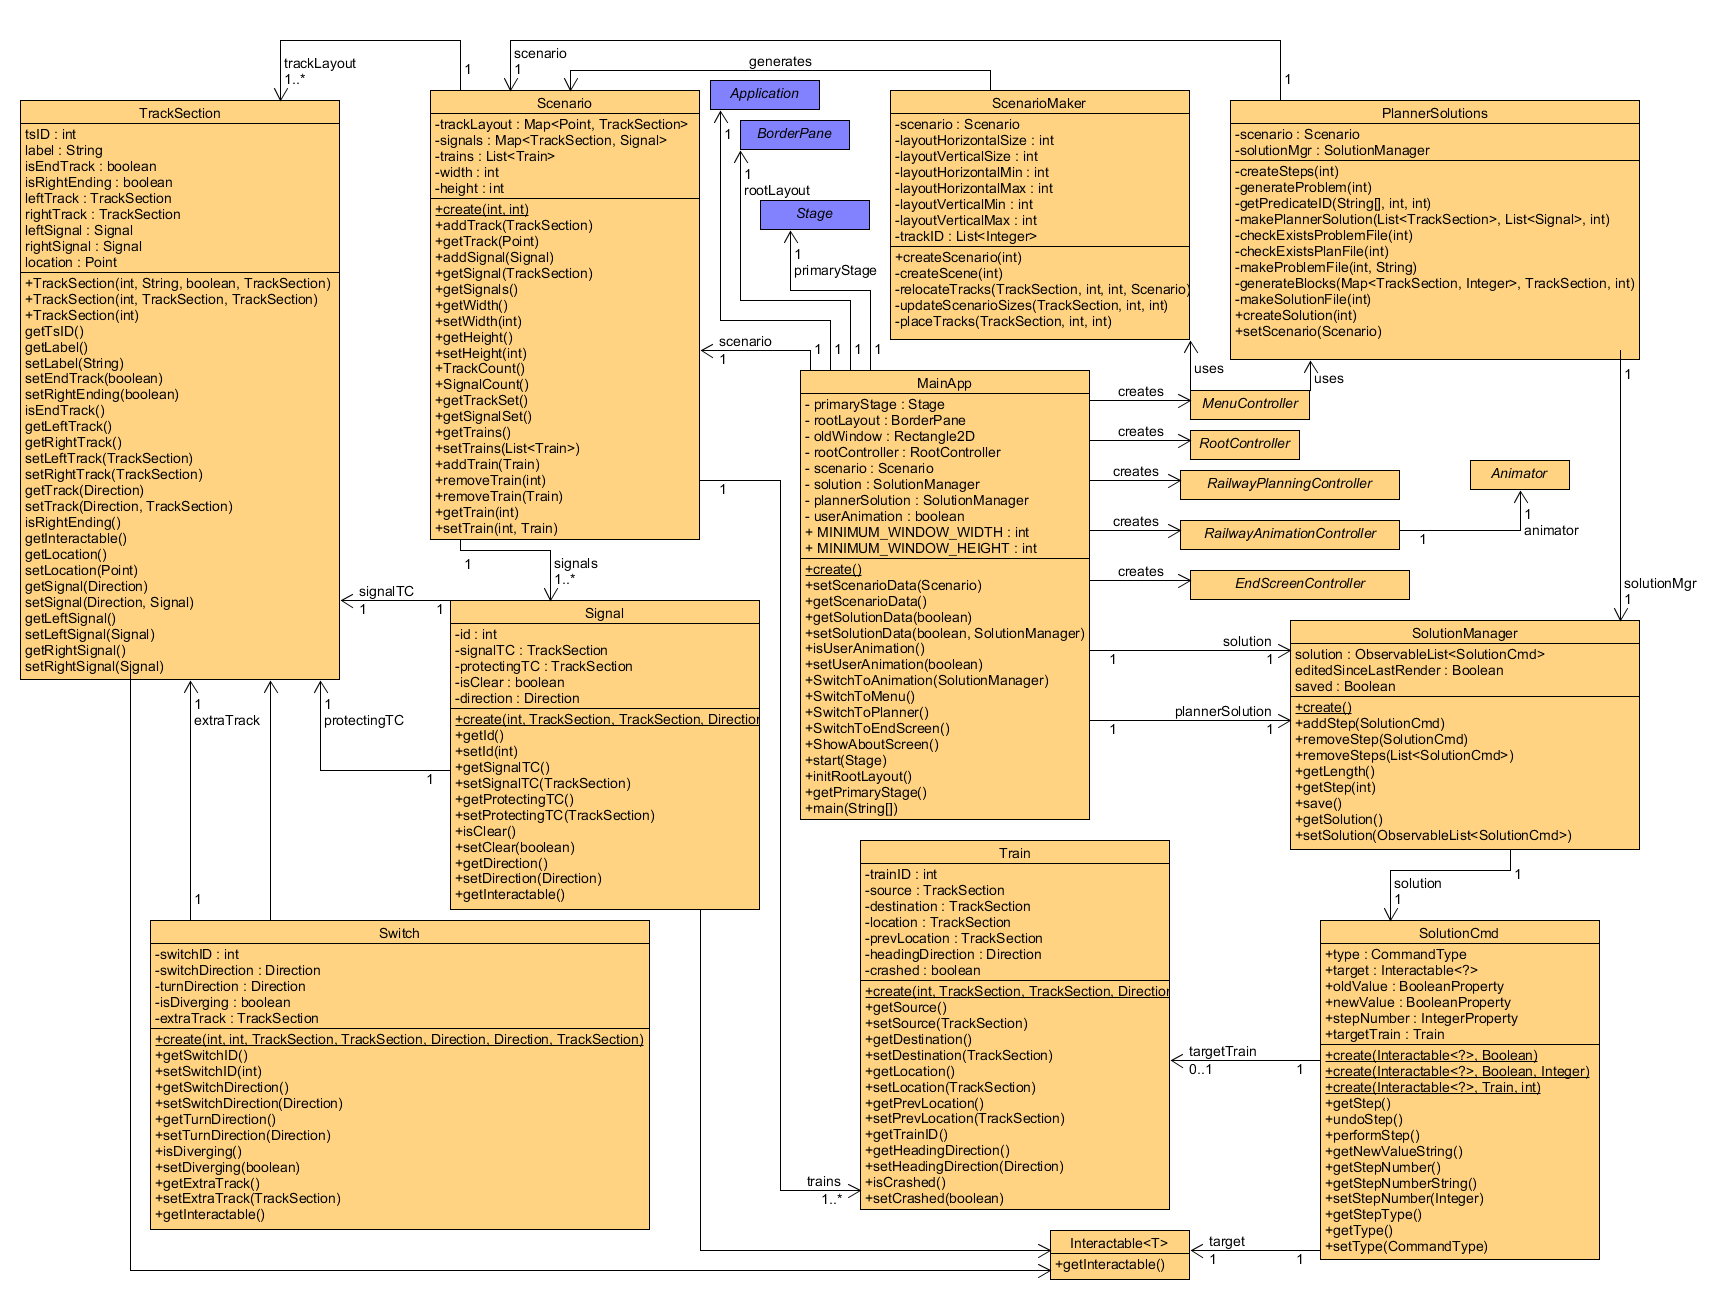 trackLayout
1..*
1
scenario
1
generates
1
TrackSection
tsID : int
label : String
isEndTrack : boolean
isRightEnding : boolean
leftTrack : TrackSection
rightTrack : TrackSection
leftSignal : Signal
rightSignal : Signal
location : Point
+TrackSection(int, String, boolean, TrackSection)
+TrackSection(int, TrackSection, TrackSection)
+TrackSection(int)
getTsID()
getLabel()
setLabel(String)
setEndTrack(boolean)
setRightEnding(boolean)
isEndTrack()
getLeftTrack()
getRightTrack()
setLeftTrack(TrackSection)
setRightTrack(TrackSection)
getTrack(Direction)
setTrack(Direction, TrackSection)
isRightEnding()
getInteractable()
getLocation()
setLocation(Point)
getSignal(Direction)
setSignal(Direction, Signal)
getLeftSignal()
setLeftSignal(Signal)
getRightSignal()
setRightSignal(Signal)
Scenario
-trackLayout : Map<Point, TrackSection>
-signals : Map<TrackSection, Signal>
-trains : List<Train>
-width : int
-height : int
+create(int, int)
+addTrack(TrackSection)
+getTrack(Point)
+addSignal(Signal)
+getSignal(TrackSection)
+getSignals()
+getWidth()
+setWidth(int)
+getHeight()
+setHeight(int)
+TrackCount()
+SignalCount()
+getTrackSet()
+getSignalSet()
+getTrains()
+setTrains(List<Train>)
+addTrain(Train)
+removeTrain(int)
+removeTrain(Train)
+getTrain(int)
+setTrain(int, Train)
Application
1
BorderPane
1
rootLayout
Stage
1
primaryStage
scenario
1
1
1
1
1
ScenarioMaker
-scenario : Scenario
-layoutHorizontalSize : int
-layoutVerticalSize : int
-layoutHorizontalMin : int
-layoutHorizontalMax : int
-layoutVerticalMin : int
-layoutVerticalMax : int
-trackID : List<Integer>
+createScenario(int)
-createScene(int)
-relocateTracks(TrackSection, int, int, Scenario)
-updateScenarioSizes(TrackSection, int, int)
-placeTracks(TrackSection, int, int)
PlannerSolutions
-scenario : Scenario
-solutionMgr : SolutionManager
-createSteps(int)
-generateProblem(int)
-getPredicateID(String[], int, int)
-makePlannerSolution(List<TrackSection>, List<Signal>, int)
-checkExistsProblemFile(int)
-checkExistsPlanFile(int)
-makeProblemFile(int, String)
-generateBlocks(Map<TrackSection, Integer>, TrackSection, int)
-makeSolutionFile(int)
+createSolution(int)
+setScenario(Scenario)
uses
uses
1
MainApp
- primaryStage : Stage
- rootLayout : BorderPane
- oldWindow : Rectangle2D
- rootController : RootController
- scenario : Scenario
- solution : SolutionManager
- plannerSolution : SolutionManager
- userAnimation : boolean
+ MINIMUM_WINDOW_WIDTH : int
+ MINIMUM_WINDOW_HEIGHT : int
+create()
+setScenarioData(Scenario)
+getScenarioData()
+getSolutionData(boolean)
+setSolutionData(boolean, SolutionManager)
+isUserAnimation()
+setUserAnimation(boolean)
+SwitchToAnimation(SolutionManager)
+SwitchToMenu()
+SwitchToPlanner()
+SwitchToEndScreen()
+ShowAboutScreen()
+start(Stage)
+initRootLayout()
+getPrimaryStage()
+main(String[])
creates
MenuController
creates
RootController
creates
RailwayPlanningController
creates
RailwayAnimationController
creates
EndScreenController
Animator
1
animator
1
solutionMgr
1
solution
1
1
plannerSolution
1
1
1
1
signals
1..*
signalTC
1
1
Signal
-id : int
-signalTC : TrackSection
-protectingTC : TrackSection
-isClear : boolean
-direction : Direction
+create(int, TrackSection, TrackSection, Direction
+getId()
+setId(int)
+getSignalTC()
+setSignalTC(TrackSection)
+getProtectingTC()
+setProtectingTC(TrackSection)
+isClear()
+setClear(boolean)
+getDirection()
+setDirection(Direction)
+getInteractable()
1
extraTrack
1
protectingTC
1
1
Switch
-switchID : int
-switchDirection : Direction
-turnDirection : Direction
-isDiverging : boolean
-extraTrack : TrackSection
+create(int, int, TrackSection, TrackSection, Direction, Direction, TrackSection)
+getSwitchID()
+setSwitchID(int)
+getSwitchDirection()
+setSwitchDirection(Direction)
+getTurnDirection()
+setTurnDirection(Direction)
+isDiverging()
+setDiverging(boolean)
+getExtraTrack()
+setExtraTrack(TrackSection)
+getInteractable()
SolutionManager
solution : ObservableList<SolutionCmd>
editedSinceLastRender : Boolean
saved : Boolean
+create()
+addStep(SolutionCmd)
+removeStep(SolutionCmd)
+removeSteps(List<SolutionCmd>)
+getLength()
+getStep(int)
+save()
+getSolution()
+setSolution(ObservableList<SolutionCmd>)
1
solution
1
Train
-trainID : int
-source : TrackSection
-destination : TrackSection
-location : TrackSection
-prevLocation : TrackSection
-headingDirection : Direction
-crashed : boolean
+create(int, TrackSection, TrackSection, Direction
+getSource()
+setSource(TrackSection)
+getDestination()
+setDestination(TrackSection)
+getLocation()
+setLocation(TrackSection)
+getPrevLocation()
+setPrevLocation(TrackSection)
+getTrainID()
+getHeadingDirection()
+setHeadingDirection(Direction)
+isCrashed()
+setCrashed(boolean)
trains
1..*
targetTrain
0..1
1
SolutionCmd
+type : CommandType
+target : Interactable<?>
+oldValue : BooleanProperty
+newValue : BooleanProperty
+stepNumber : IntegerProperty
+targetTrain : Train
+create(Interactable<?>, Boolean)
+create(Interactable<?>, Boolean, Integer)
+create(Interactable<?>, Train, int)
+getStep()
+undoStep()
+performStep()
+getNewValueString()
+getStepNumber()
+getStepNumberString()
+setStepNumber(Integer)
+getStepType()
+getType()
+setType(CommandType)
Interactable<T>
+getInteractable()
target
1
1